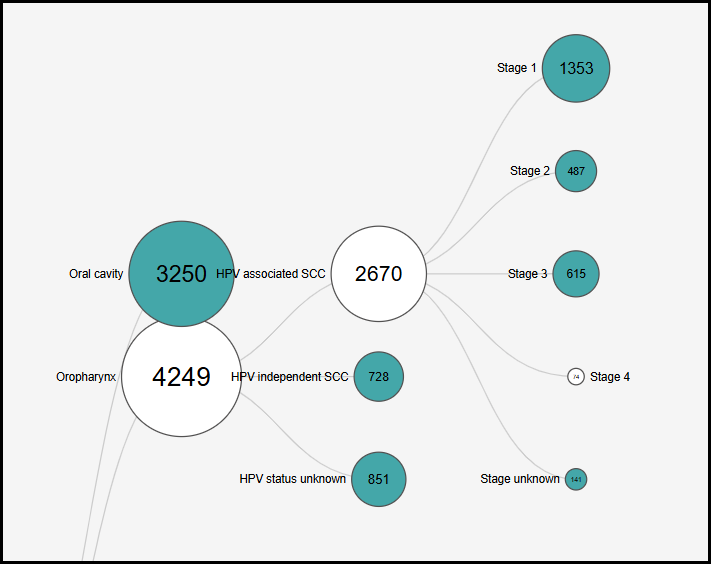 Stage 1
1353
Stage 2
487
Oral cavity
3250
HPV associated SCC
2670
Stage 3
615
Oropharynx
4249
HPV independent SCC
728
74
Stage 4
HPV status unknown
851
Stage unknown
141